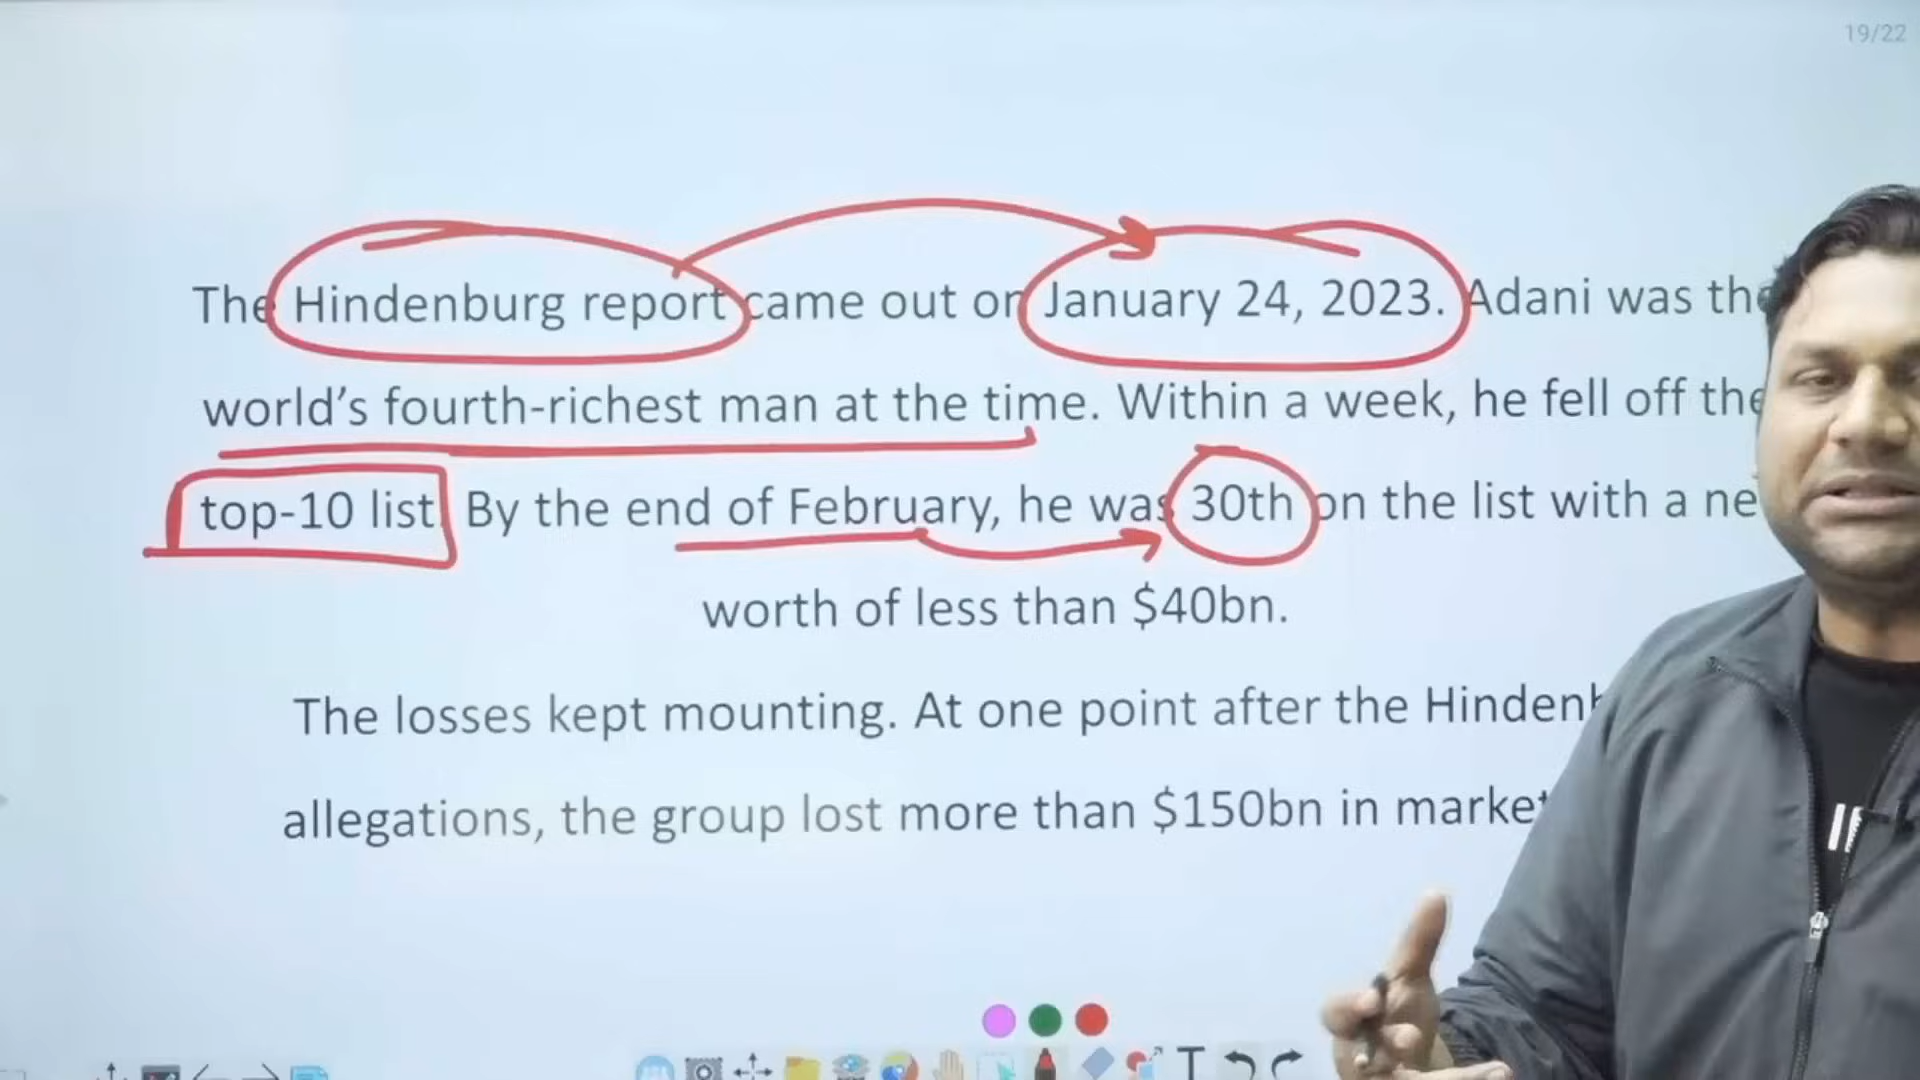 19/22
The Hindenburg report came out on January 24, 2023. Adani was the
world's fourth-richest man at the time. Within a week, he fell off the
top-10 list. By the end of February, he was 30th on the list with a ne
worth of less than $40bn.
The losses kept mounting. At one point after the Hindenb
allegations, the group lost more than $150bn in market
T